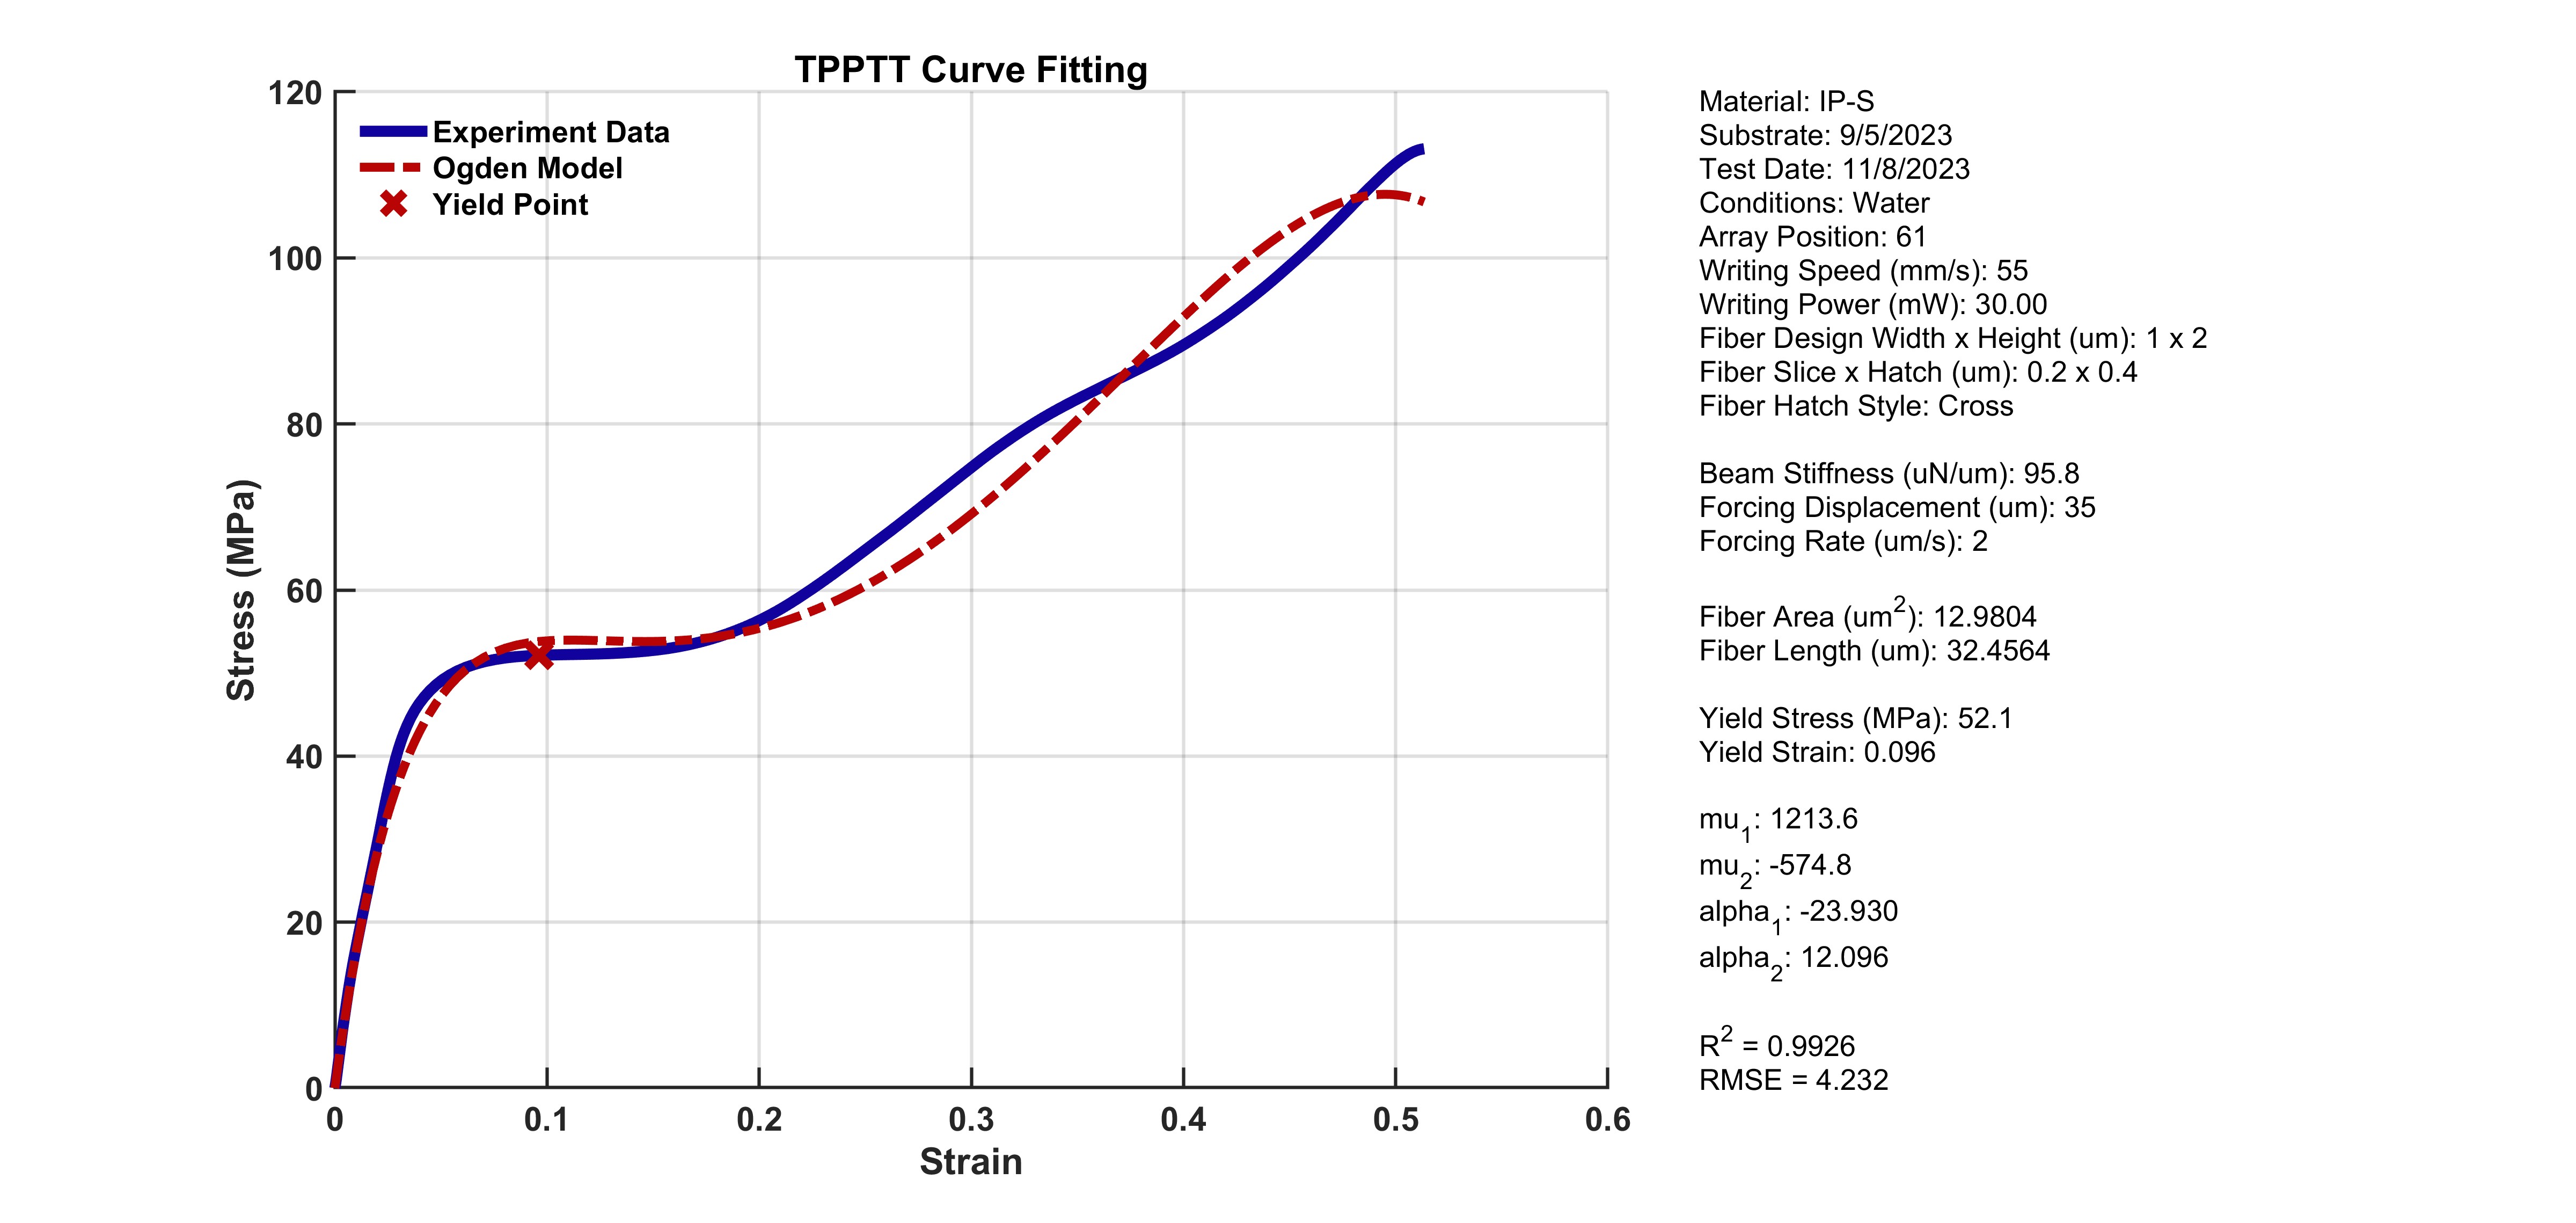 TPPTT Curve Fitting
120
100
80
60
40
20
0
Stress (MPa)
Experiment Data
Ogden Model
Yield Point
0 0.1 0.2 0.3 0.4 0.5 0.6
Strain
Material: IP-S
Substrate: 9/5/2023
Test Date: 11/8/2023
Conditions: Water
Array Position: 61
Writing Speed (mm/s): 55
Writing Power (mW): 30.00
Fiber Design Width x Height (um): 1 x 2
Fiber Slice x Hatch (um): 0.2 x 0.4
Fiber Hatch Style: Cross
Beam Stiffness (uN/um): 95.8
Forcing Displacement (um): 35
Forcing Rate (um/s): 2
Fiber Area (um²): 12.9804
Fiber Length (um): 32.4564
Yield Stress (MPa): 52.1
Yield Strain: 0.096
mu₁: 1213.6
mu₂: -574.8
alpha₁: -23.930
alpha₂: 12.096
R² = 0.9926
RMSE = 4.232